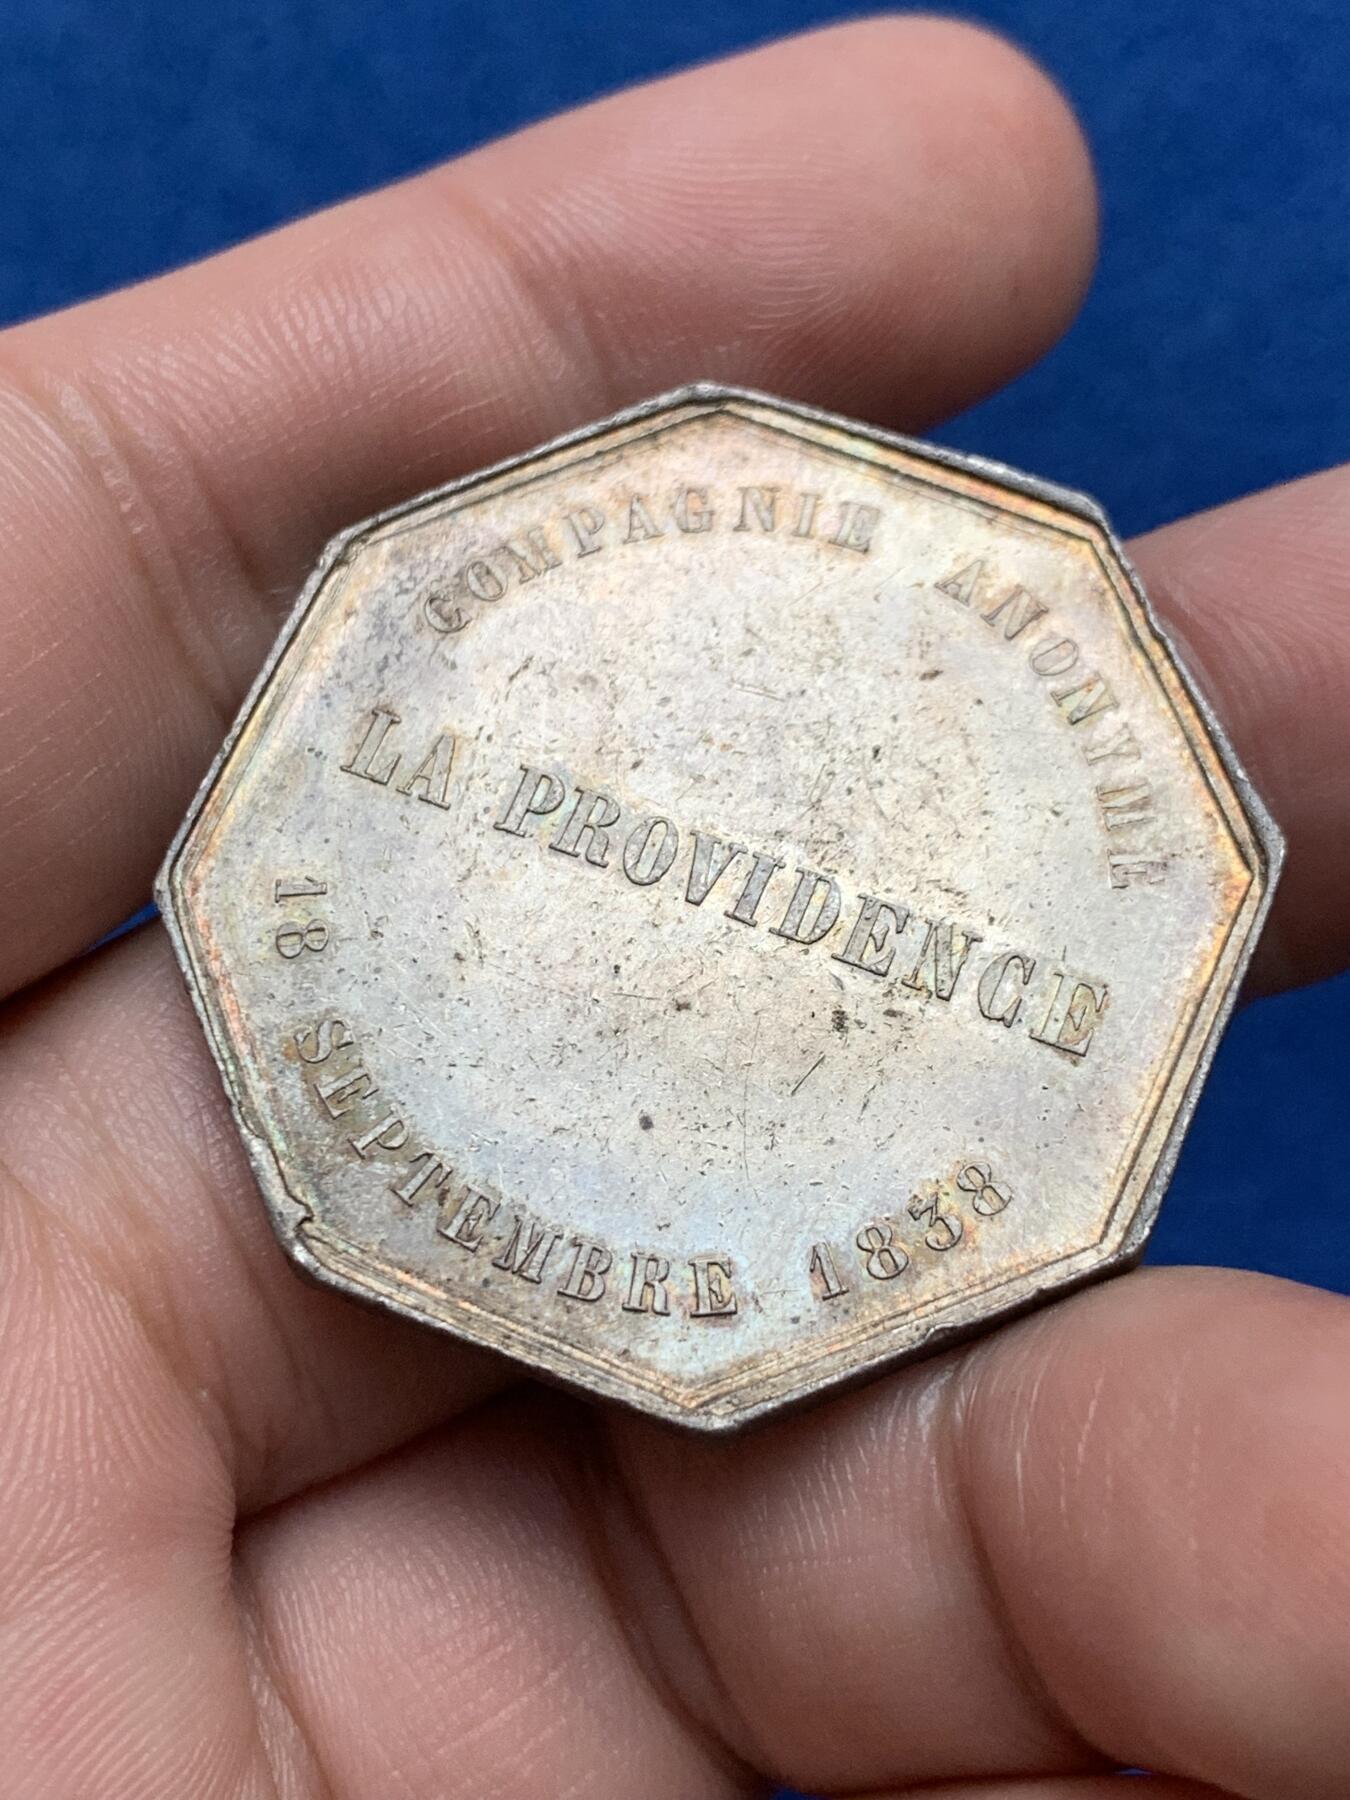 COMPAGNIE ANONYME
LA PROVIDENCE
18 SEPTEMBRE 1838